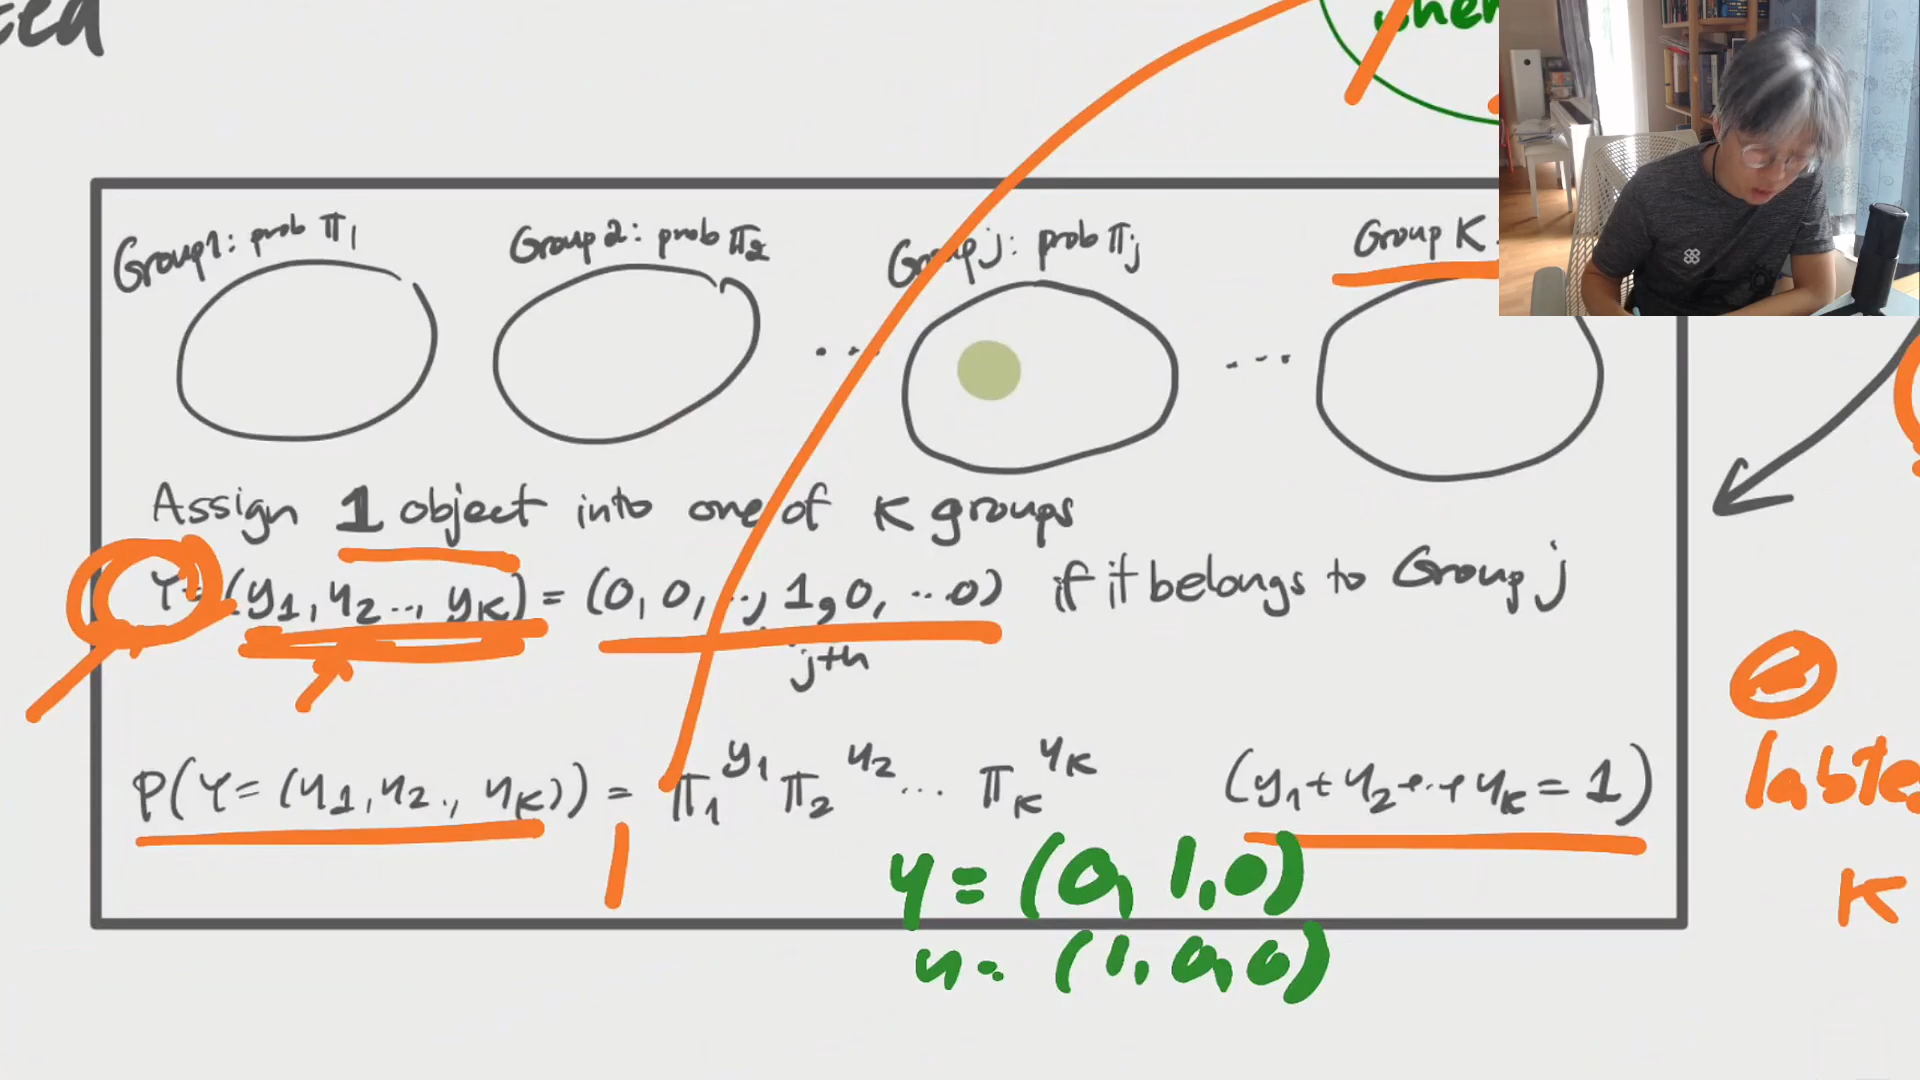 Group 1: prob π₁
Group 2: prob π₂
Group j: prob πⱼ
Group K
... ...
Assign 1 object into one of K groups
Y = (y₁, y₂ .., yₖ) = (0, 0, .., 1, 0, ..0) if it belongs to Group j
jth
P(Y = (y₁, y₂ .., yₖ)) = π₁^y₁ π₂^y₂ ... πₖ^yₖ (y₁ + y₂ + .. + yₖ = 1)
y = (0, 1, 0)
y = (1, 0, 0)
K